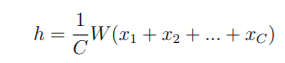 h = \frac{1}{C} W(x_1 + x_2 + ... + x_C)